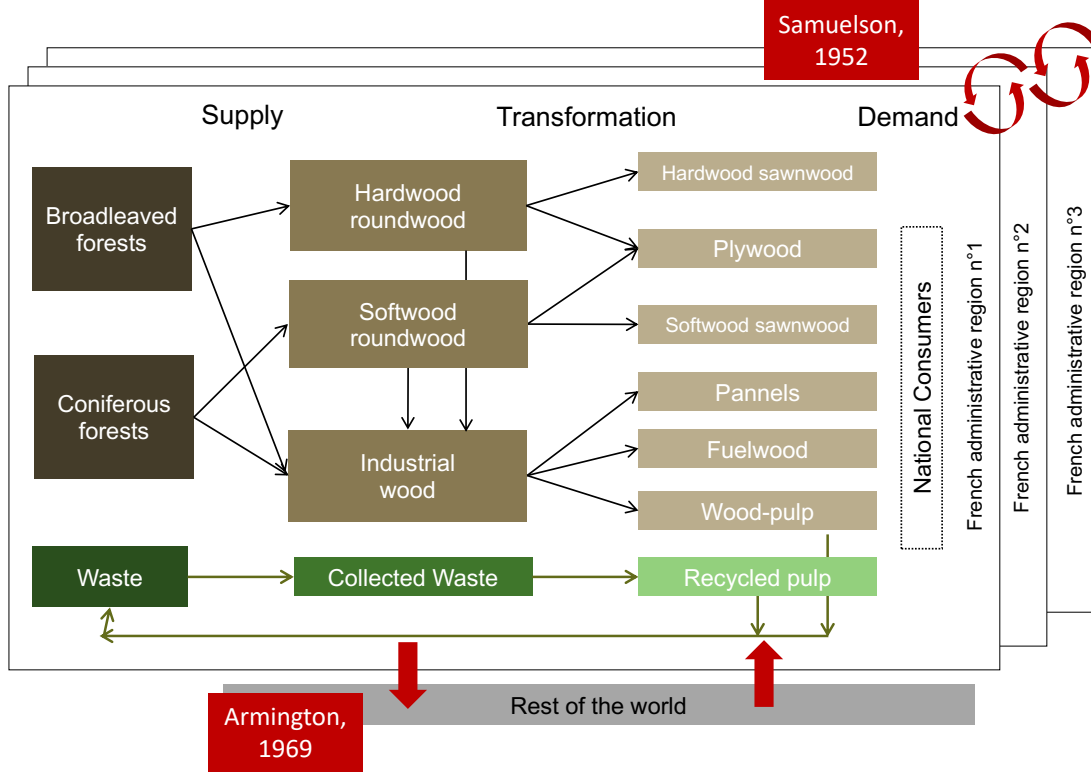 Samuelson,
1952
Supply
Transformation
Demand
Broadleaved
forests
Hardwood
roundwood
Hardwood sawnwood
Plywood
Softwood
roundwood
Softwood sawnwood
Coniferous
forests
Pannels
Industrial
wood
Fuelwood
Wood-pulp
Waste
Collected Waste
Recycled pulp
National Consumers
French administrative region n°1
French administrative region n°2
French administrative region n°3
Rest of the world
Armington,
1969